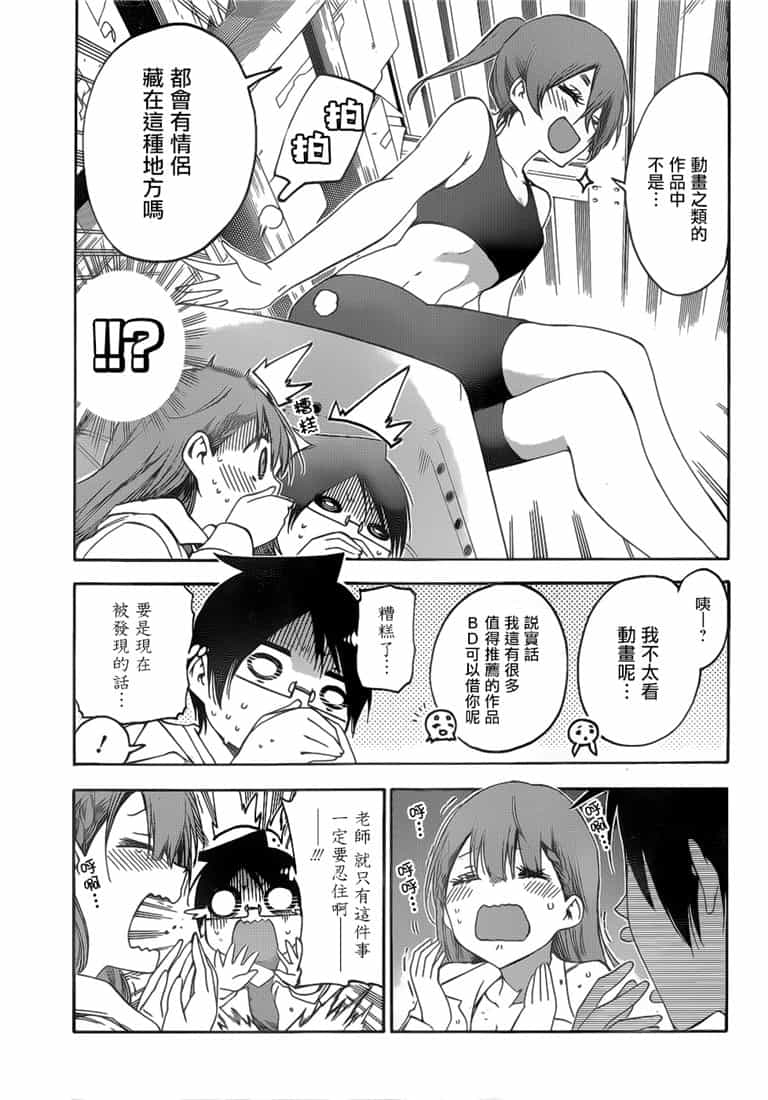 動畫之類的
作品中
不是…
拍
拍
都會有情侶
藏在這種地方嗎
!!?
糟糕
咦—?
我不太看
動畫呢…
說實話
我這有很多
值得推薦的作品
BD可以借你呢
糟糕了…
要是現在
被發現的話…
!
呼啊…
呼…
呼呼…
老師 就只有這件事
一定要忍住啊——
——!!!
呼…
呼啊…